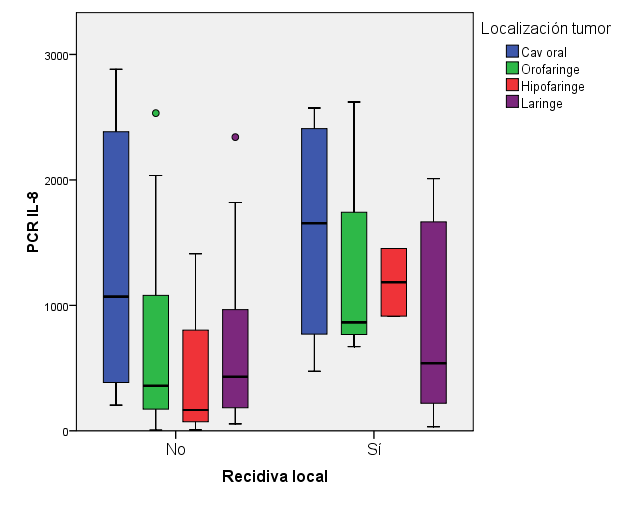 Localización tumor
Cav oral
Orofaringe
Hipofaringe
Laringe
3000
2000
1000
0
PCR IL-8
No
Sí
Recidiva local